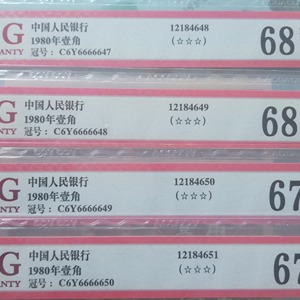 G 中国人民银行 12184648 68
1980年壹角 (☆☆☆)
ANTY 冠号: C6Y6666647
G 中国人民银行 12184649 68
1980年壹角 (☆☆☆)
ANTY 冠号: C6Y6666648
G 中国人民银行 12184650 67
1980年壹角 (☆☆☆)
NTY 冠号: C6Y6666649
G 中国人民银行 12184651 67
1980年壹角 (☆☆☆)
NTY 冠号: C6Y6666650